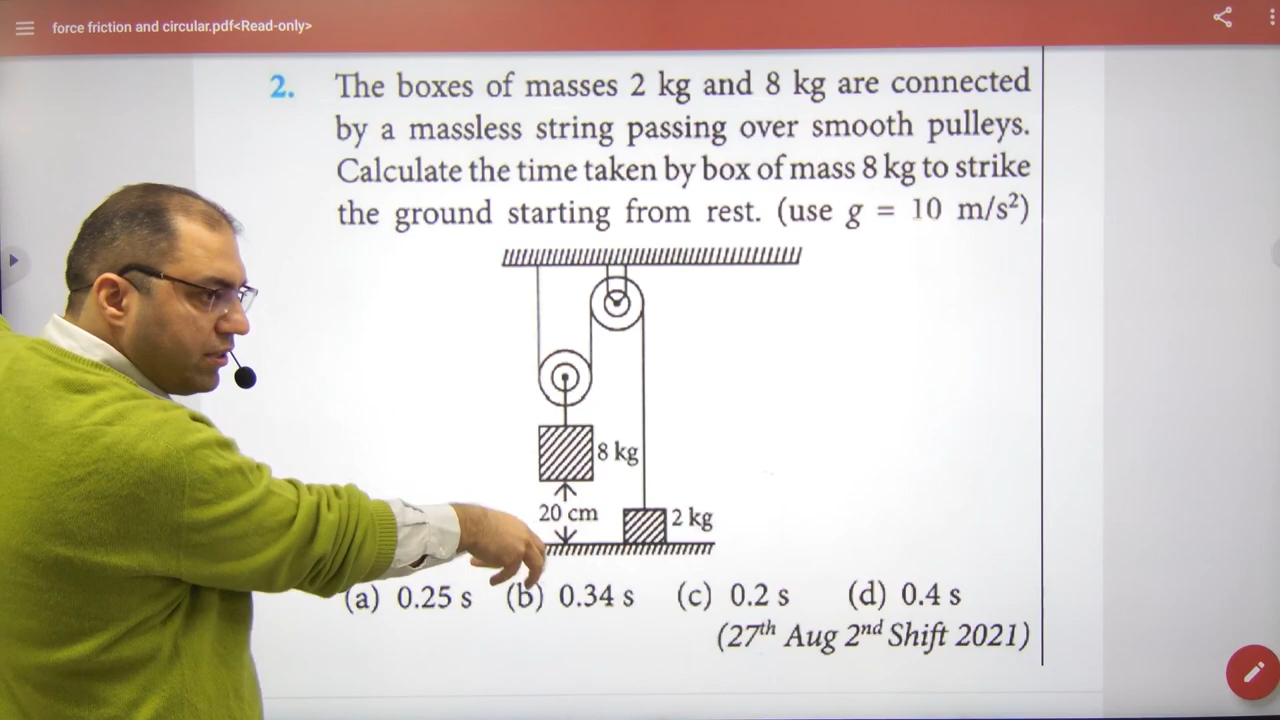 force friction and circular.pdf<Read-only>
2. The boxes of masses 2 kg and 8 kg are connected
by a massless string passing over smooth pulleys.
Calculate the time taken by box of mass 8 kg to strike
the ground starting from rest. (use g = 10 m/s²)
8 kg
20 cm
2 kg
(a) 0.25 s (b) 0.34 s (c) 0.2 s (d) 0.4 s
(27th Aug 2nd Shift 2021)